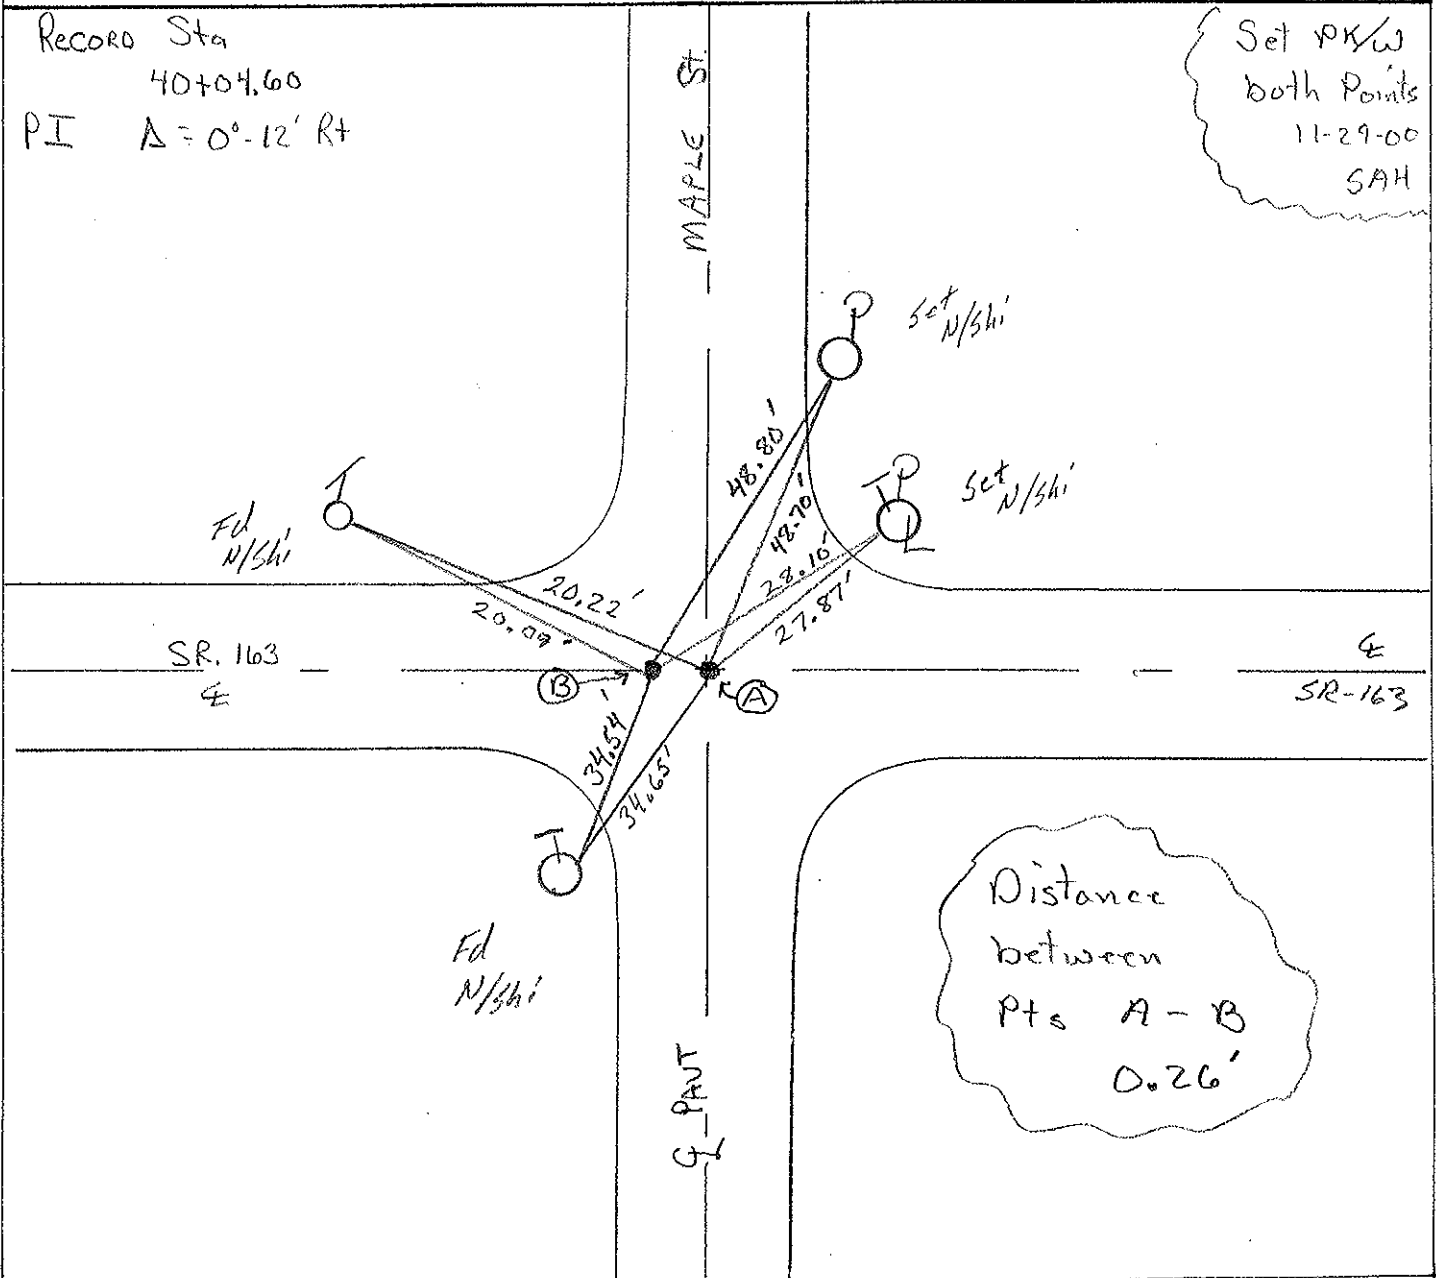 Record Sta
40+04.60
PI Δ = 0°-12' Rt
MAPLE St.
Set PK/W
both Points
11-29-00
SAH
P
Set
N/Shi
48.80'
48.70'
T P
L
Set
N/Shi
28.10'
27.87'
T
Fd
N/Shi
20.22'
20.09'
SR. 163
℄
B
A
℄
SR-163
34.54'
34.65'
T
Fd
N/Shi
Distance
between
Pts A - B
0.26'
℄ PAVT